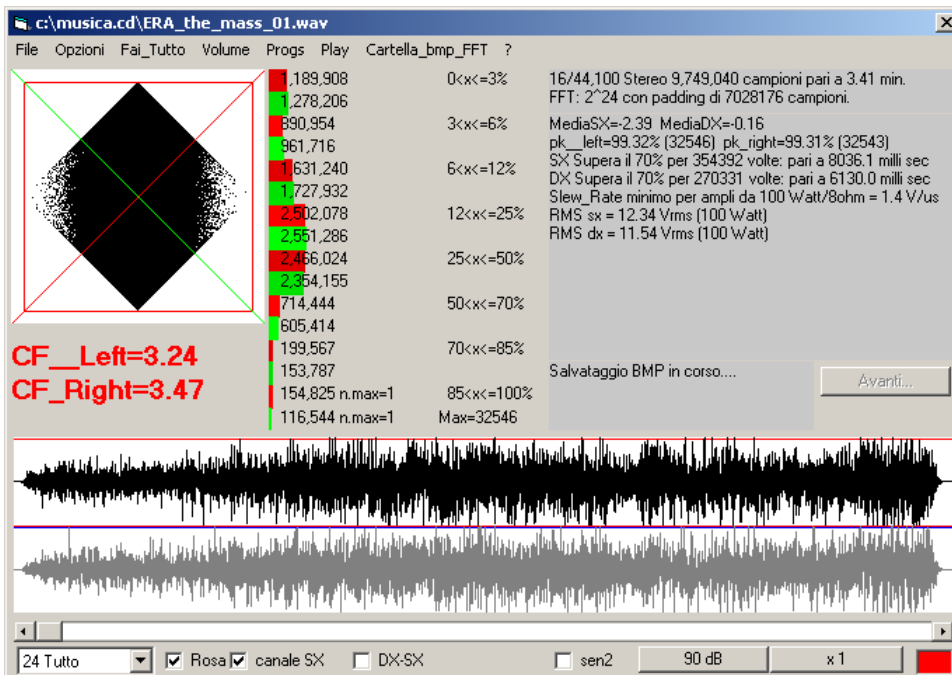 c:\musica.cd\ERA_the_mass_01.wav
File Opzioni Fai_Tutto Volume Progs Play Cartella_bmp_FFT ?
1,189,908 0<x<=3%
1,278,206
890,954 3<x<=6%
961,716
1,631,240 6<x<=12%
1,727,932
2,502,078 12<x<=25%
2,551,286
2,466,024 25<x<=50%
2,354,155
714,444 50<x<=70%
605,414
199,567 70<x<=85%
153,787
154,825 n.max=1 85<x<=100%
116,544 n.max=1 Max=32546
16/44,100 Stereo 9,749,040 campioni pari a 3.41 min.
FFT: 2^24 con padding di 7028176 campioni.
MediaSX=-2.39 MediaDX=-0.16
pk__left=99.32% (32546) pk_right=99.31% (32543)
SX Supera il 70% per 354392 volte: pari a 8036.1 milli sec
DX Supera il 70% per 270331 volte: pari a 6130.0 milli sec
Slew_Rate minimo per ampli da 100 Watt/8ohm = 1.4 V/us
RMS sx = 12.34 Vrms (100 Watt)
RMS dx = 11.54 Vrms (100 Watt)
CF__Left=3.24
CF_Right=3.47
Salvataggio BMP in corso....
Avanti...
24 Tutto Rosa canale SX DX-SX sen2 90 dB x 1